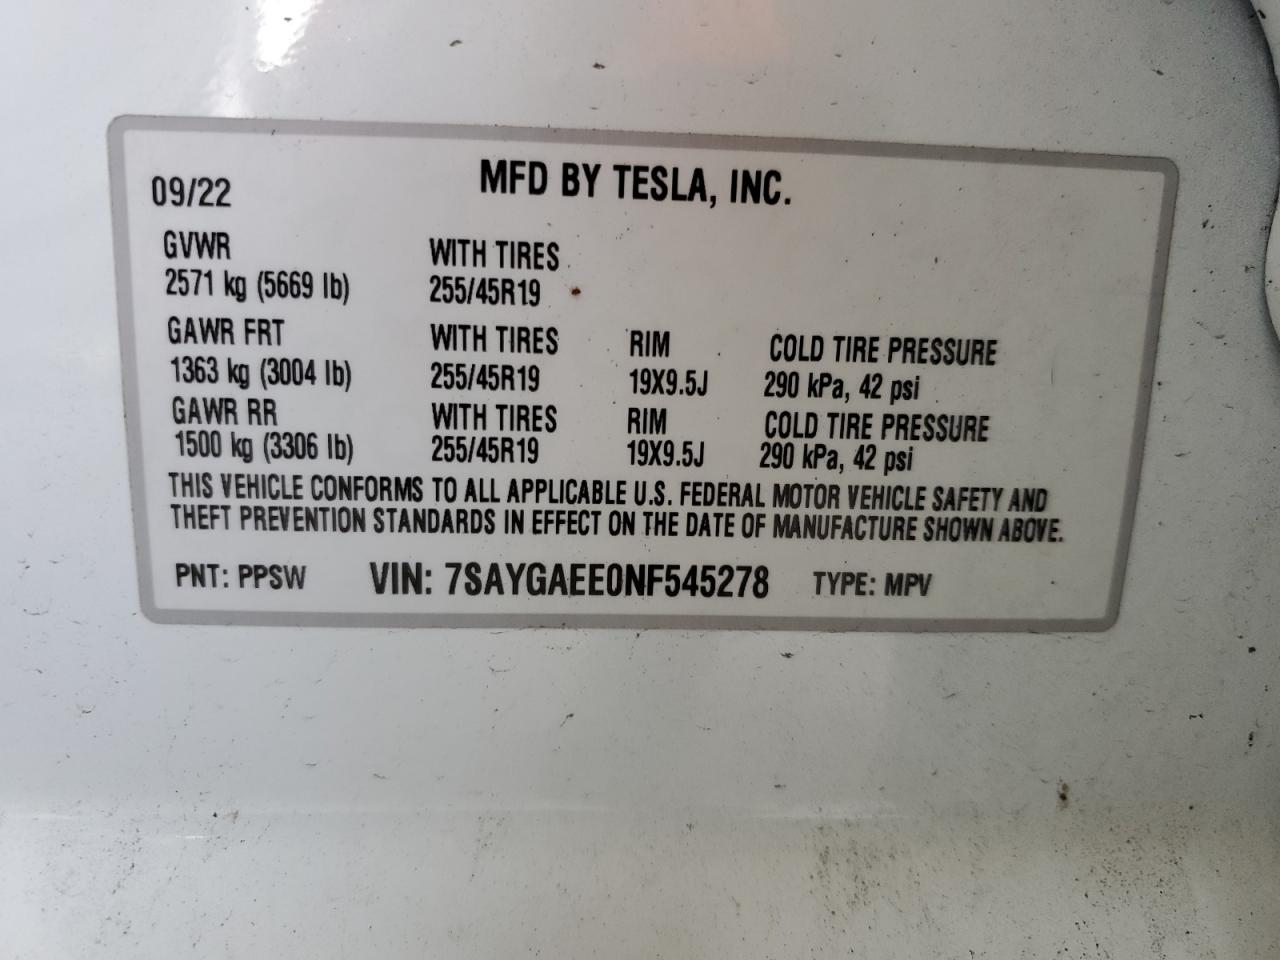 09/22 MFD BY TESLA, INC.
GVWR WITH TIRES
2571 kg (5669 lb) 255/45R19
GAWR FRT WITH TIRES RIM COLD TIRE PRESSURE
1363 kg (3004 lb) 255/45R19 19X9.5J 290 kPa, 42 psi
GAWR RR WITH TIRES RIM COLD TIRE PRESSURE
1500 kg (3306 lb) 255/45R19 19X9.5J 290 kPa, 42 psi
THIS VEHICLE CONFORMS TO ALL APPLICABLE U.S. FEDERAL MOTOR VEHICLE SAFETY AND
THEFT PREVENTION STANDARDS IN EFFECT ON THE DATE OF MANUFACTURE SHOWN ABOVE.
PNT: PPSW VIN: 7SAYGAEE0NF545278 TYPE: MPV